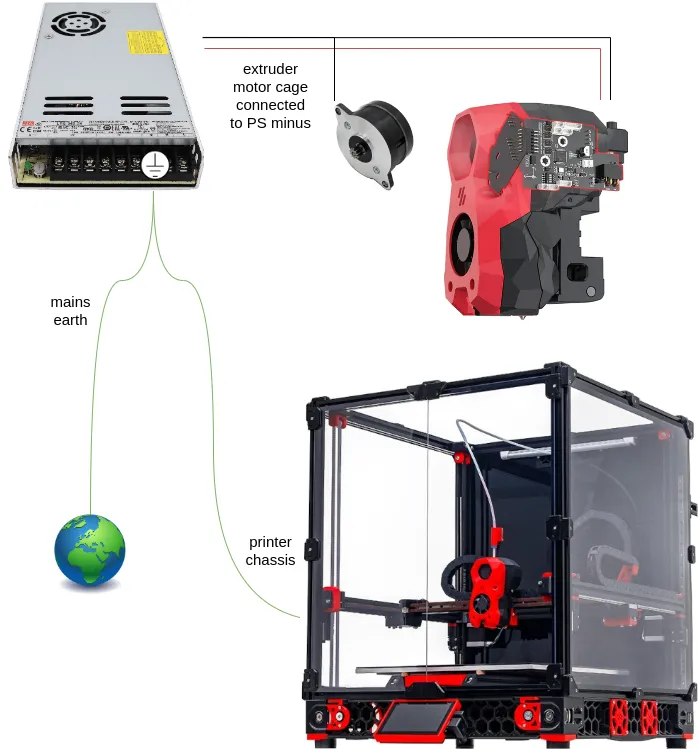 extruder
motor cage
connected
to PS minus
mains
earth
printer
chassis